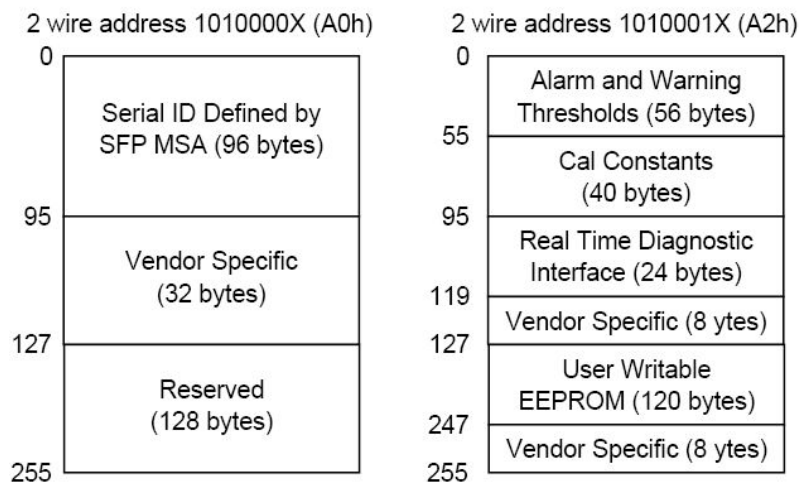 2 wire address 1010000X (A0h)
0
Serial ID Defined by
SFP MSA (96 bytes)
95
Vendor Specific
(32 bytes)
127
Reserved
(128 bytes)
255
2 wire address 1010001X (A2h)
0
Alarm and Warning
Thresholds (56 bytes)
55
Cal Constants
(40 bytes)
95
Real Time Diagnostic
Interface (24 bytes)
119
Vendor Specific (8 ytes)
127
User Writable
EEPROM (120 bytes)
247
Vendor Specific (8 ytes)
255